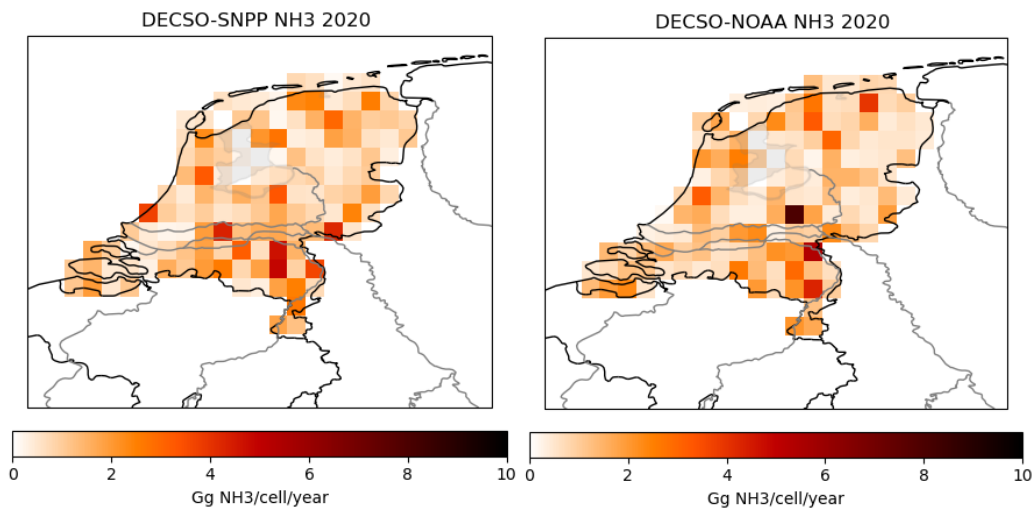 DECSO-SNPP NH3 2020
0 2 4 6 8 10
Gg NH3/cell/year
DECSO-NOAA NH3 2020
0 2 4 6 8 10
Gg NH3/cell/year